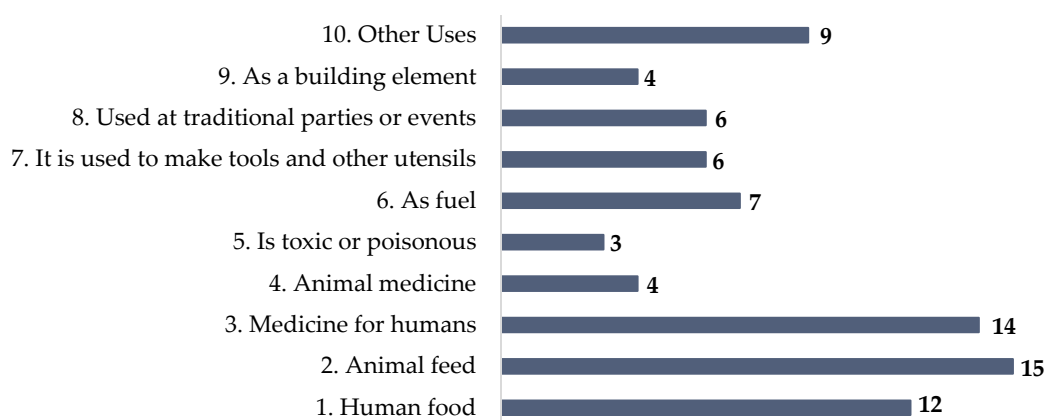 10. Other Uses 9
9. As a building element 4
8. Used at traditional parties or events 6
7. It is used to make tools and other utensils 6
6. As fuel 7
5. Is toxic or poisonous 3
4. Animal medicine 4
3. Medicine for humans 14
2. Animal feed 15
1. Human food 12